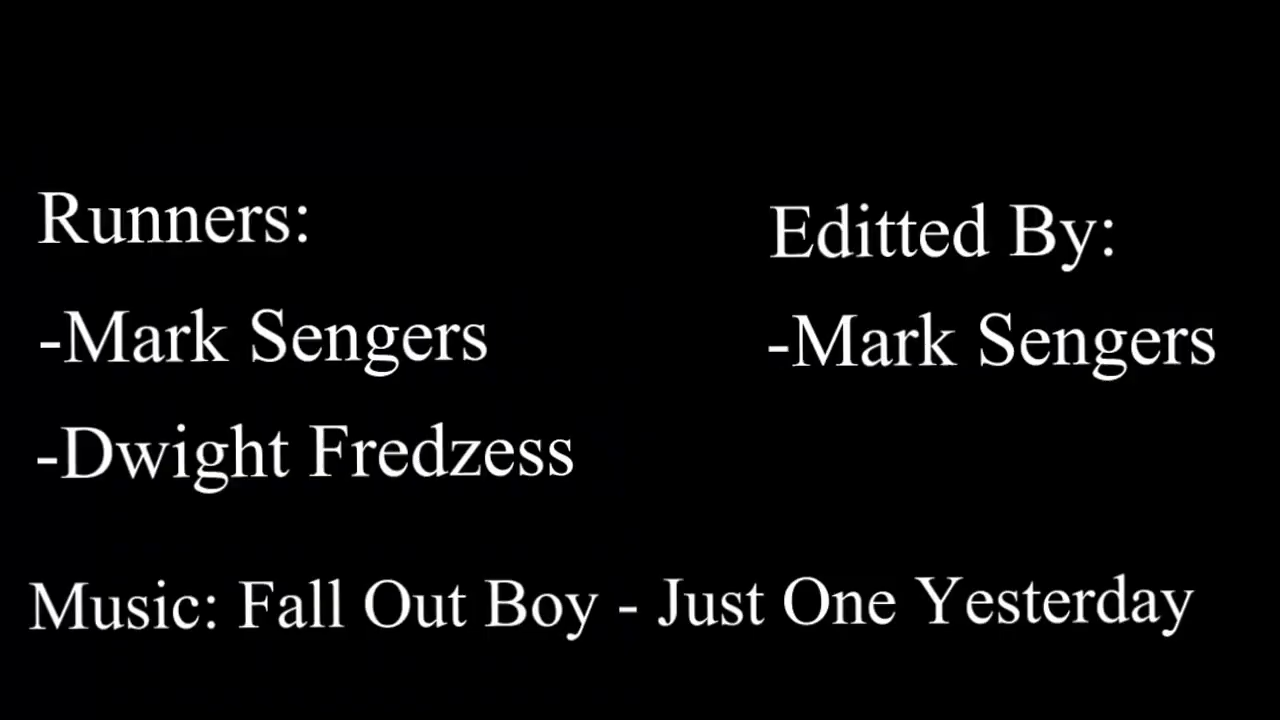 Runners:
-Mark Sengers
-Dwight Fredzess
Editted By:
-Mark Sengers
Music: Fall Out Boy - Just One Yesterday